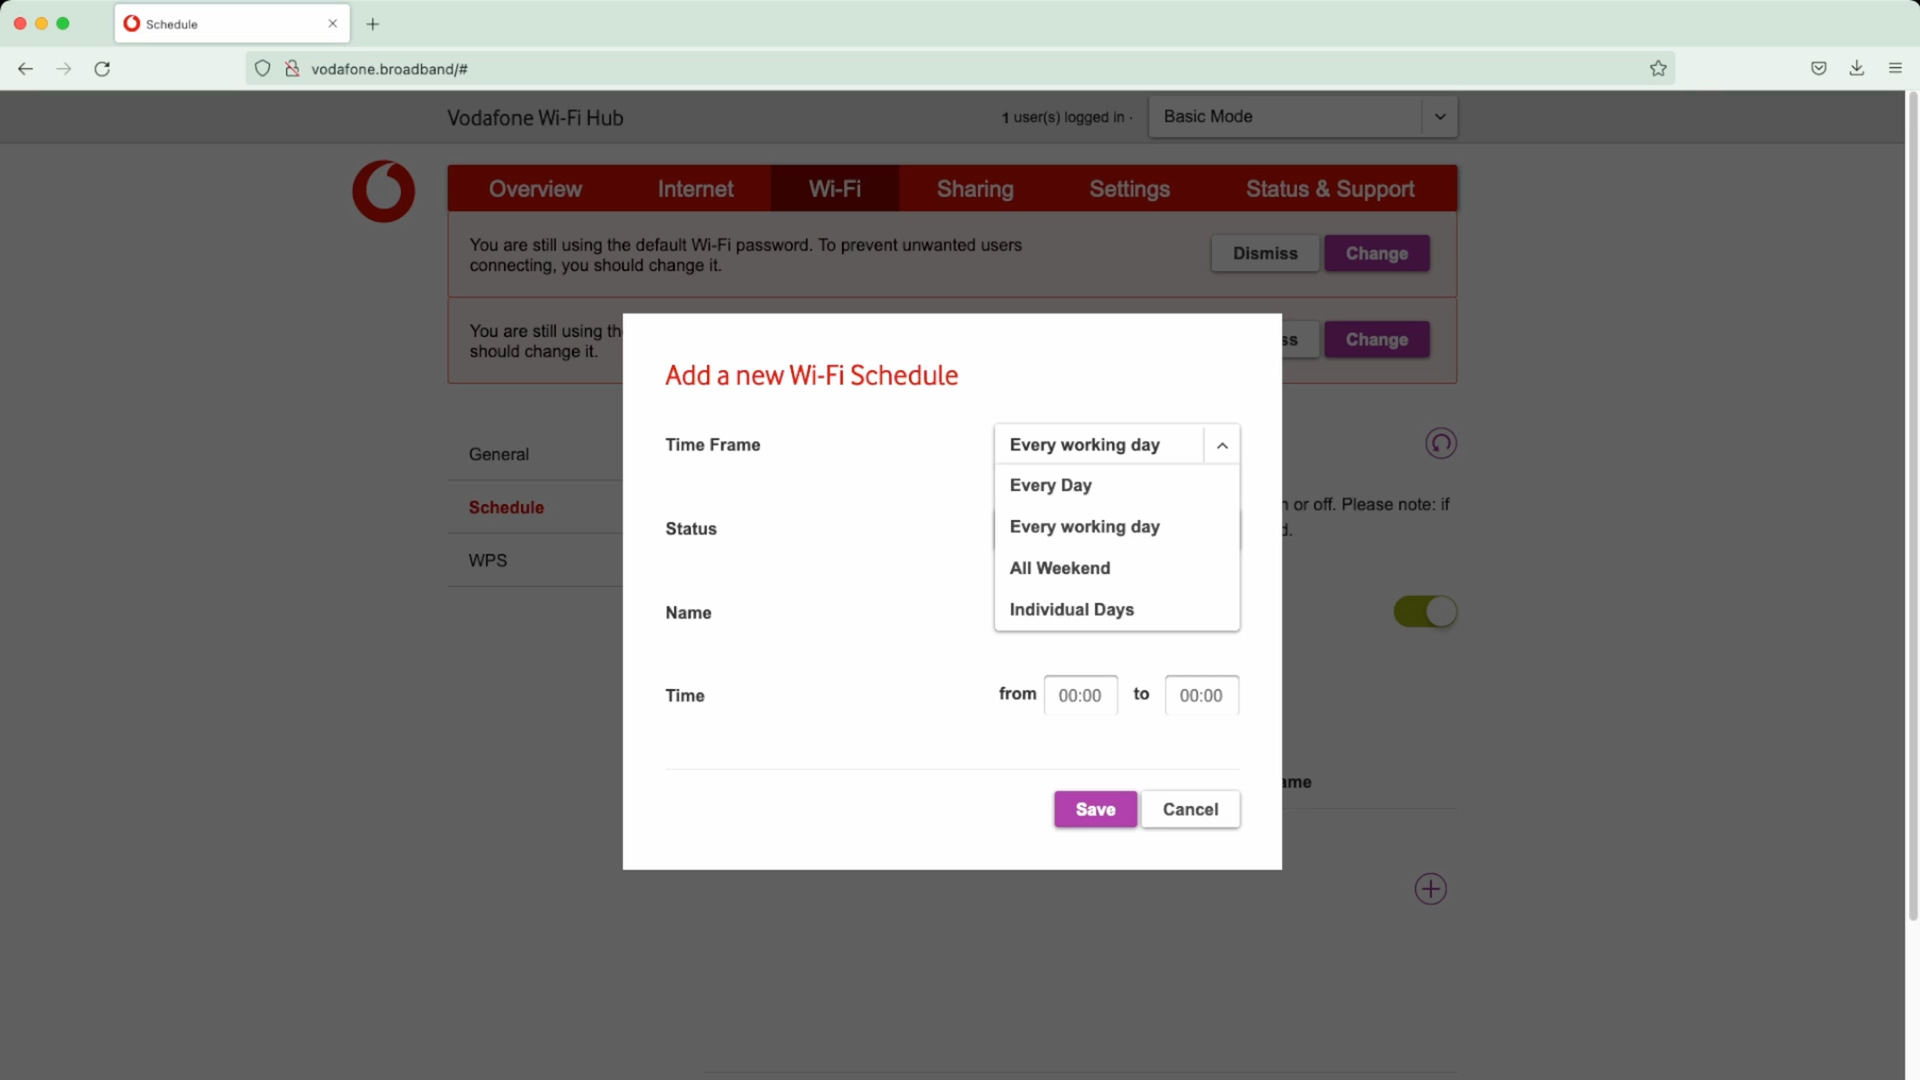 Schedule
vodafone.broadband/#
Vodafone Wi-Fi Hub
1 user(s) logged in ·
Basic Mode
Overview
Internet
Wi-Fi
Sharing
Settings
Status & Support
You are still using the default Wi-Fi password. To prevent unwanted users
connecting, you should change it.
Dismiss
Change
You are still using
should change it.
Change
Add a new Wi-Fi Schedule
Time Frame
Every working day
Every Day
Every working day
All Weekend
Individual Days
General
Schedule
WPS
or off. Please note: if
Status
Name
Time
from
00:00
to
00:00
Save
Cancel